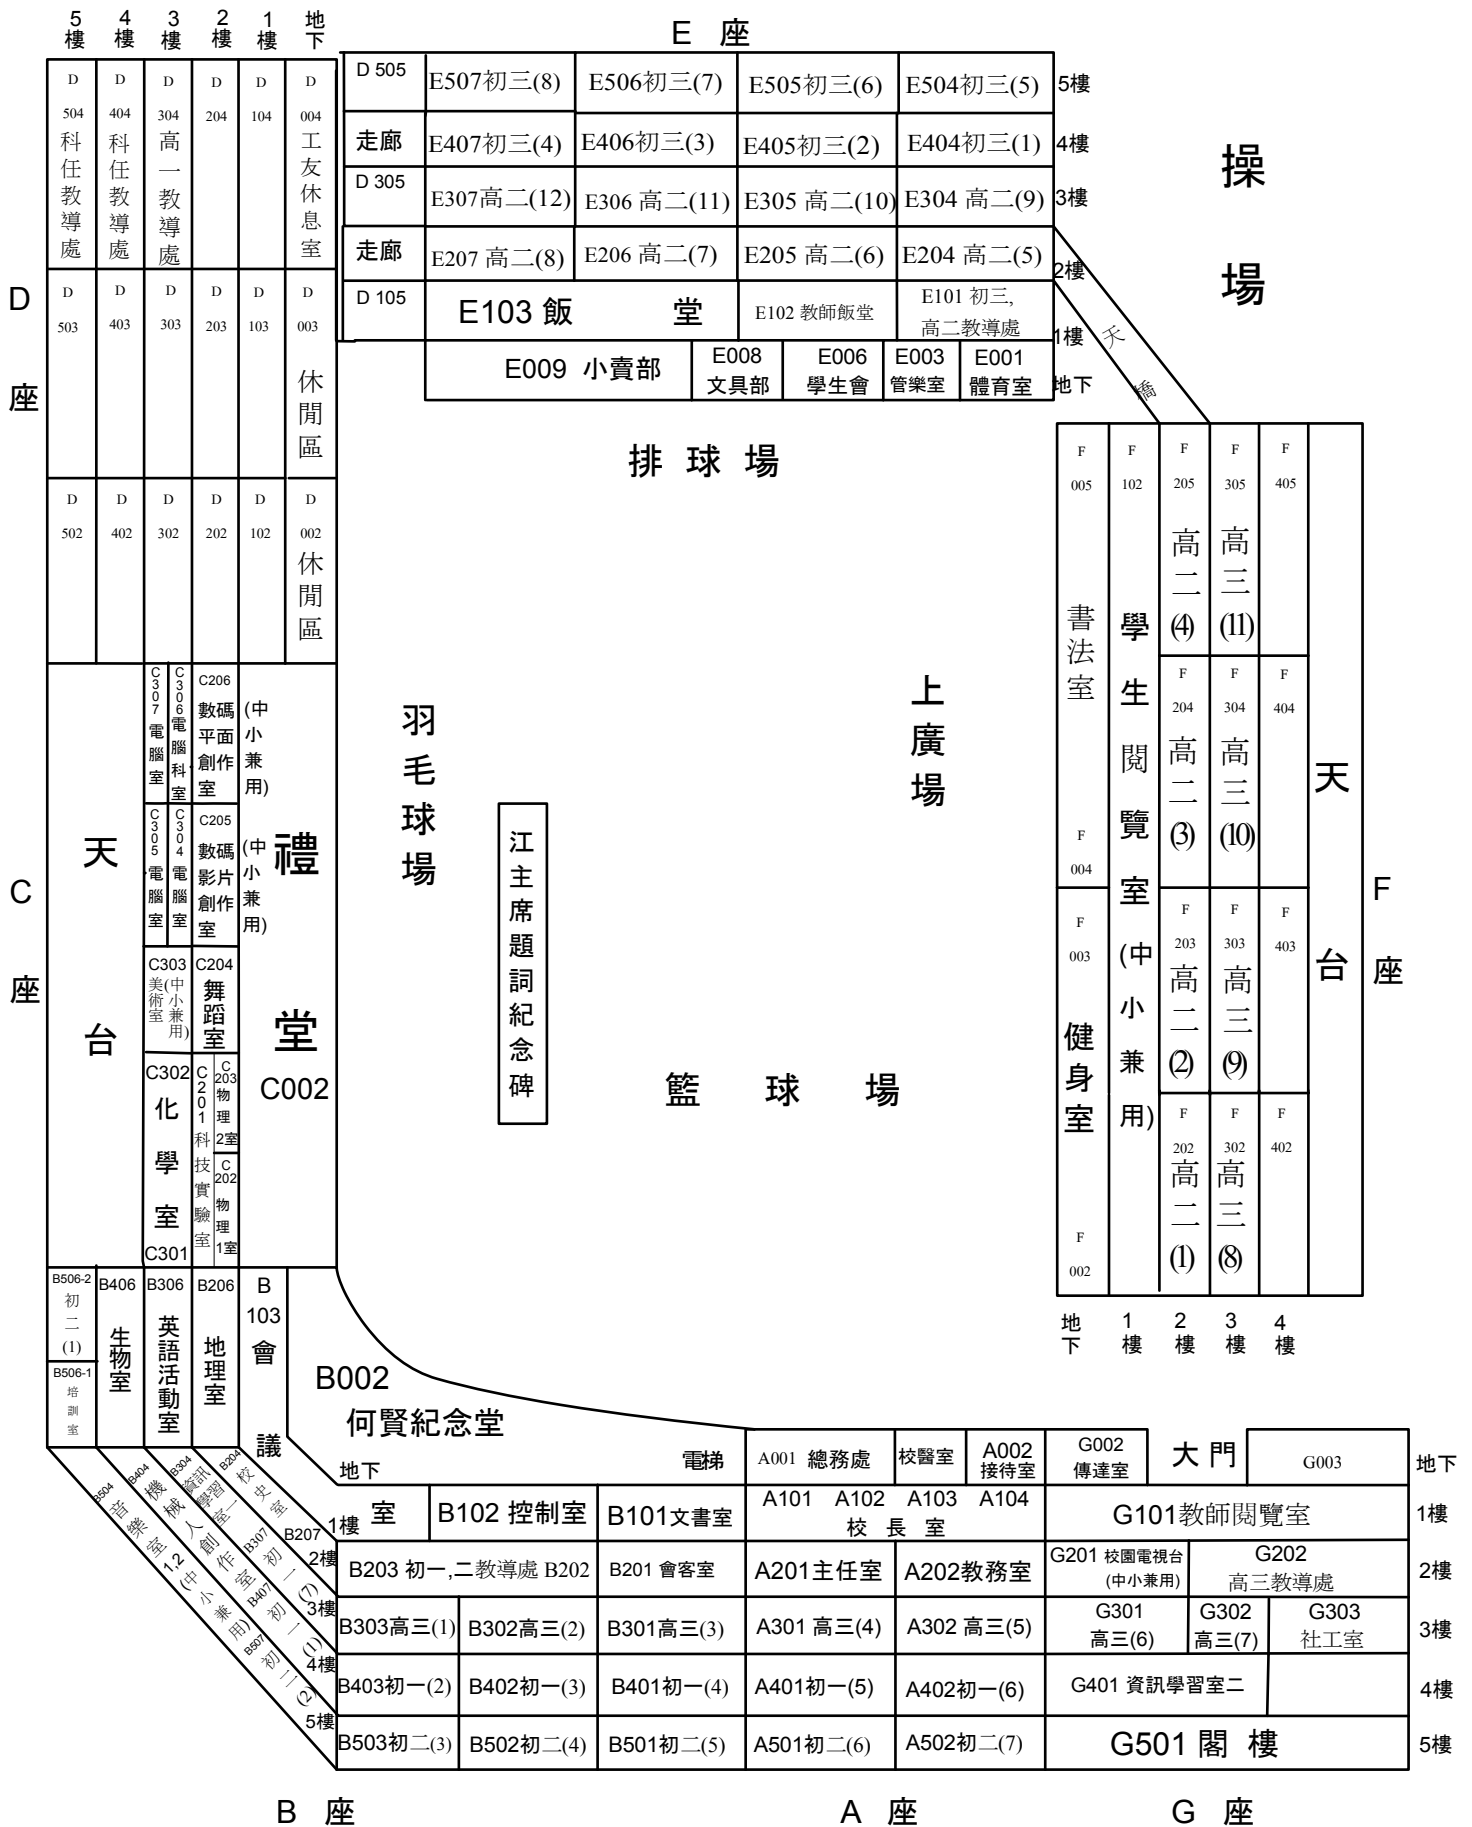 5樓 4樓 3樓 2樓 1樓 地下
E 座
D 504 科任教導處
D 404 科任教導處
D 304 高一教導處
D 204
D 104
D 004 工友休息室
D 505 E507初三(8) E506初三(7) E505初三(6) E504初三(5) 5樓
走廊 E407初三(4) E406初三(3) E405初三(2) E404初三(1) 4樓
D 305 E307高二(12) E306 高二(11) E305 高二(10) E304 高二(9) 3樓
走廊 E207 高二(8) E206 高二(7) E205 高二(6) E204 高二(5) 2樓
D 105 E103 飯 堂 E102 教師飯堂 E101 初三,高二教導處 1樓
E009 小賣部 E008 文具部 E006 學生會 E003 管樂室 E001 體育室 地下
操場
天橋
D 座
D 503
D 403
D 303
D 203
D 103
D 003 休閒區
D 502
D 402
D 302
D 202
D 102
D 002 休閒區
排球場
羽毛球場
上廣場
江主席題詞紀念碑
籃球場
C 座
天台
C307 電腦室
C306 電腦科室
C206 數碼平面創作室
(中小兼用)
C305 電腦室
C304 電腦室
C205 數碼影片創作室
(中小兼用)
禮堂
C002
C303 美術室 (中小兼用)
C204 舞蹈室
C302 化學室 C301
C201 科技實驗室
C203 物理2室
C202 物理1室
F 005
書法室
F 004
F 003
健身室
F 002
F 102 學生閱覽室(中小兼用)
F 205 高二(4)
F 305 高三(11)
F 405
F 204 高二(3)
F 304 高三(10)
F 404
F 203 高二(2)
F 303 高三(9)
F 403
F 202 高二(1)
F 302 高三(8)
F 402
天台
F 座
地下 1樓 2樓 3樓 4樓
B506-2 初二(1)
B506-1 培訓室
B406 生物室
B306 英語活動室
B206 地理室
B 103 會議
B002
何賢紀念堂
B504 音樂室1,2 (中小兼用)
B404 機械人創作室
B304 資訊學習室一
B204 校史室
B207
B307 初一(7)
B407 初一(1)
B507 初二(2)
地下 電梯 A001 總務處 校醫室 A002 接待室 G002 傳達室 大門 G003 地下
1樓 室 B102 控制室 B101文書室 A101 A102 A103 A104 校長室 G101教師閱覽室 1樓
2樓 B203 初一,二教導處 B202 B201 會客室 A201主任室 A202教務室 G201 校園電視台 (中小兼用) G202 高三教導處 2樓
3樓 B303高三(1) B302高三(2) B301高三(3) A301 高三(4) A302 高三(5) G301 高三(6) G302 高三(7) G303 社工室 3樓
4樓 B403初一(2) B402初一(3) B401初一(4) A401初一(5) A402初一(6) G401 資訊學習室二 4樓
5樓 B503初二(3) B502初二(4) B501初二(5) A501初二(6) A502初二(7) G501 閣樓 5樓
B 座 A 座 G 座